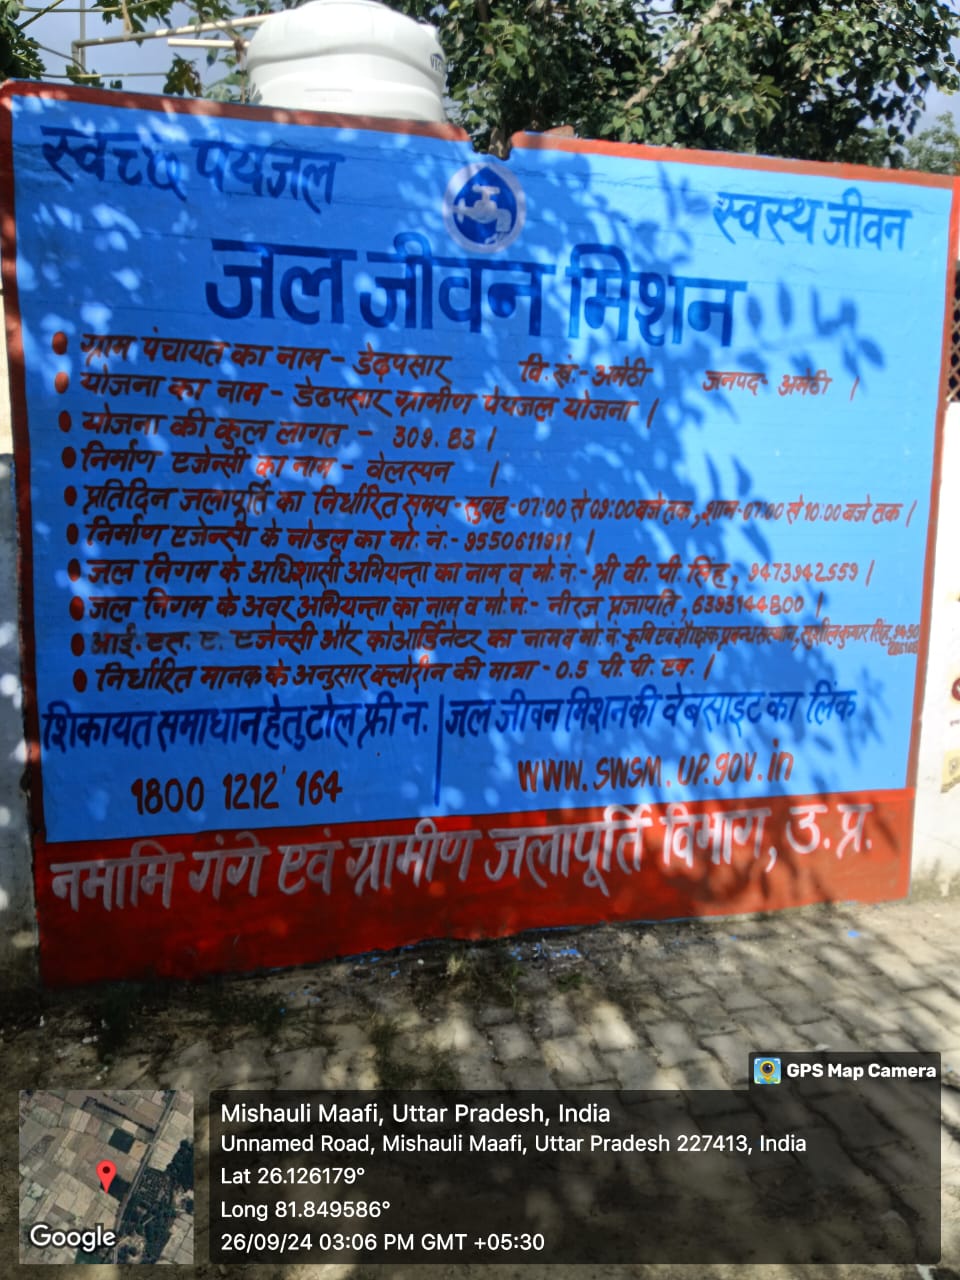 स्वच्छ पेयजल
स्वस्थ जीवन
जल जीवन मिशन
• ग्राम पंचायत का नाम - डेढ़पसार वि.खं:- अमेठी जनपद- अमेठी |
• योजना का नाम - डेढपसार ग्रामीण पेयजल योजना |
• योजना की कुल लागत - 309.83 |
• निर्माण एजेन्सी का नाम - वेलस्पन |
• प्रतिदिन जलापूर्ति का निर्धारित समय - सुबह-07:00 से 09:00 बजे तक, शाम-07:00 से 10:00 बजे तक |
• निर्माण एजेन्सी के नोडल का मो. नं:- 9550611911 |
• जल निगम के अधिशासी अभियन्ता का नाम व मो. नं.- श्री वी. पी. सिंह, 9473942559 |
• जल निगम के अवर अभियन्ता का नाम व मो. नं:- नीरज प्रजापति, 6393144800 |
• आई. एस. ए. एजेन्सी और कोआर्डिनेटर का नाम व मो. नं- कृषि एवं शैक्षिक प्रबन्ध संस्थान, सुशील कुमार सिंह,
• निर्धारित मानक के अनुसार क्लोरीन की मात्रा - 0.5 पी. पी. एम. |
शिकायत समाधान हेतु टोल फ्री न. | जल जीवन मिशन की वेबसाइट का लिंक
1800 1212 164 www.swsm.up.gov.in
नमामि गंगे एवं ग्रामीण जलापूर्ति विभाग, उ. प्र.
GPS Map Camera
Mishauli Maafi, Uttar Pradesh, India
Unnamed Road, Mishauli Maafi, Uttar Pradesh 227413, India
Lat 26.126179°
Long 81.849586°
26/09/24 03:06 PM GMT +05:30
Google